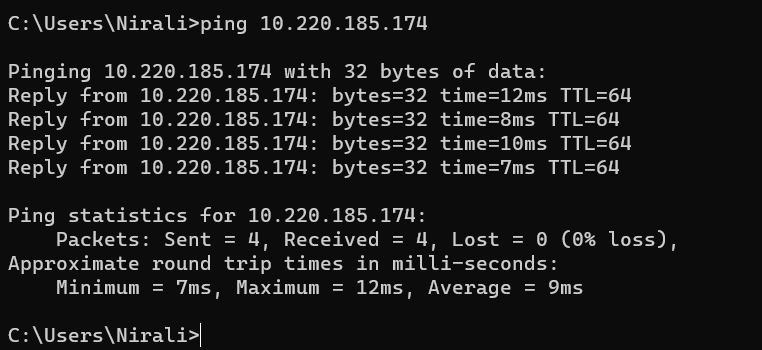 C:\Users\Nirali>ping 10.220.185.174
Pinging 10.220.185.174 with 32 bytes of data:
Reply from 10.220.185.174: bytes=32 time=12ms TTL=64
Reply from 10.220.185.174: bytes=32 time=8ms TTL=64
Reply from 10.220.185.174: bytes=32 time=10ms TTL=64
Reply from 10.220.185.174: bytes=32 time=7ms TTL=64
Ping statistics for 10.220.185.174:
    Packets: Sent = 4, Received = 4, Lost = 0 (0% loss),
Approximate round trip times in milli-seconds:
    Minimum = 7ms, Maximum = 12ms, Average = 9ms
C:\Users\Nirali>